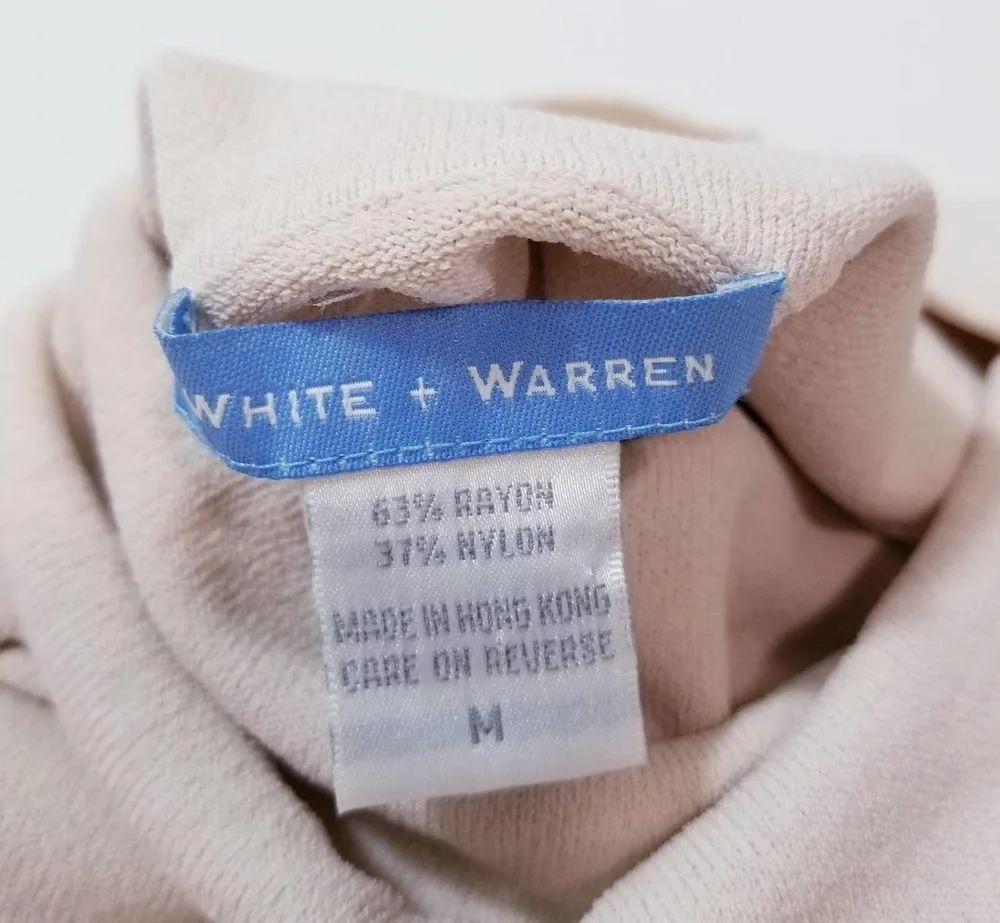 WHITE + WARREN
63% RAYON
37% NYLON
MADE IN HONG KONG
CARE ON REVERSE
M